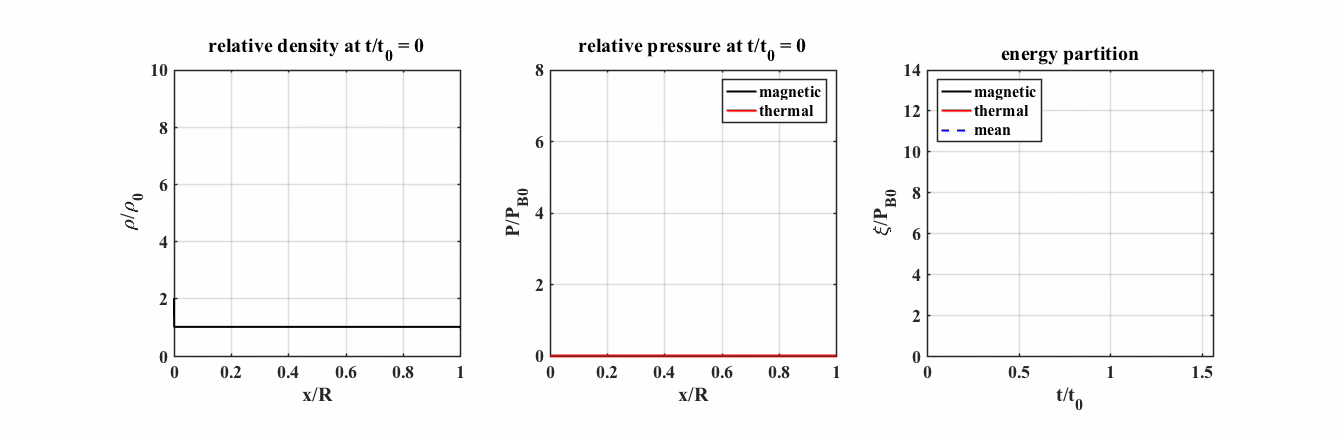 relative density at t/t0 = 0
10
8
6
4
2
0
ρ/ρ0
0 0.2 0.4 0.6 0.8 1
x/R
relative pressure at t/t0 = 0
magnetic
thermal
8
6
4
2
0
P/PB0
0 0.2 0.4 0.6 0.8 1
x/R
energy partition
magnetic
thermal
mean
14
12
10
8
6
4
2
0
ξ/PB0
0 0.5 1 1.5
t/t0